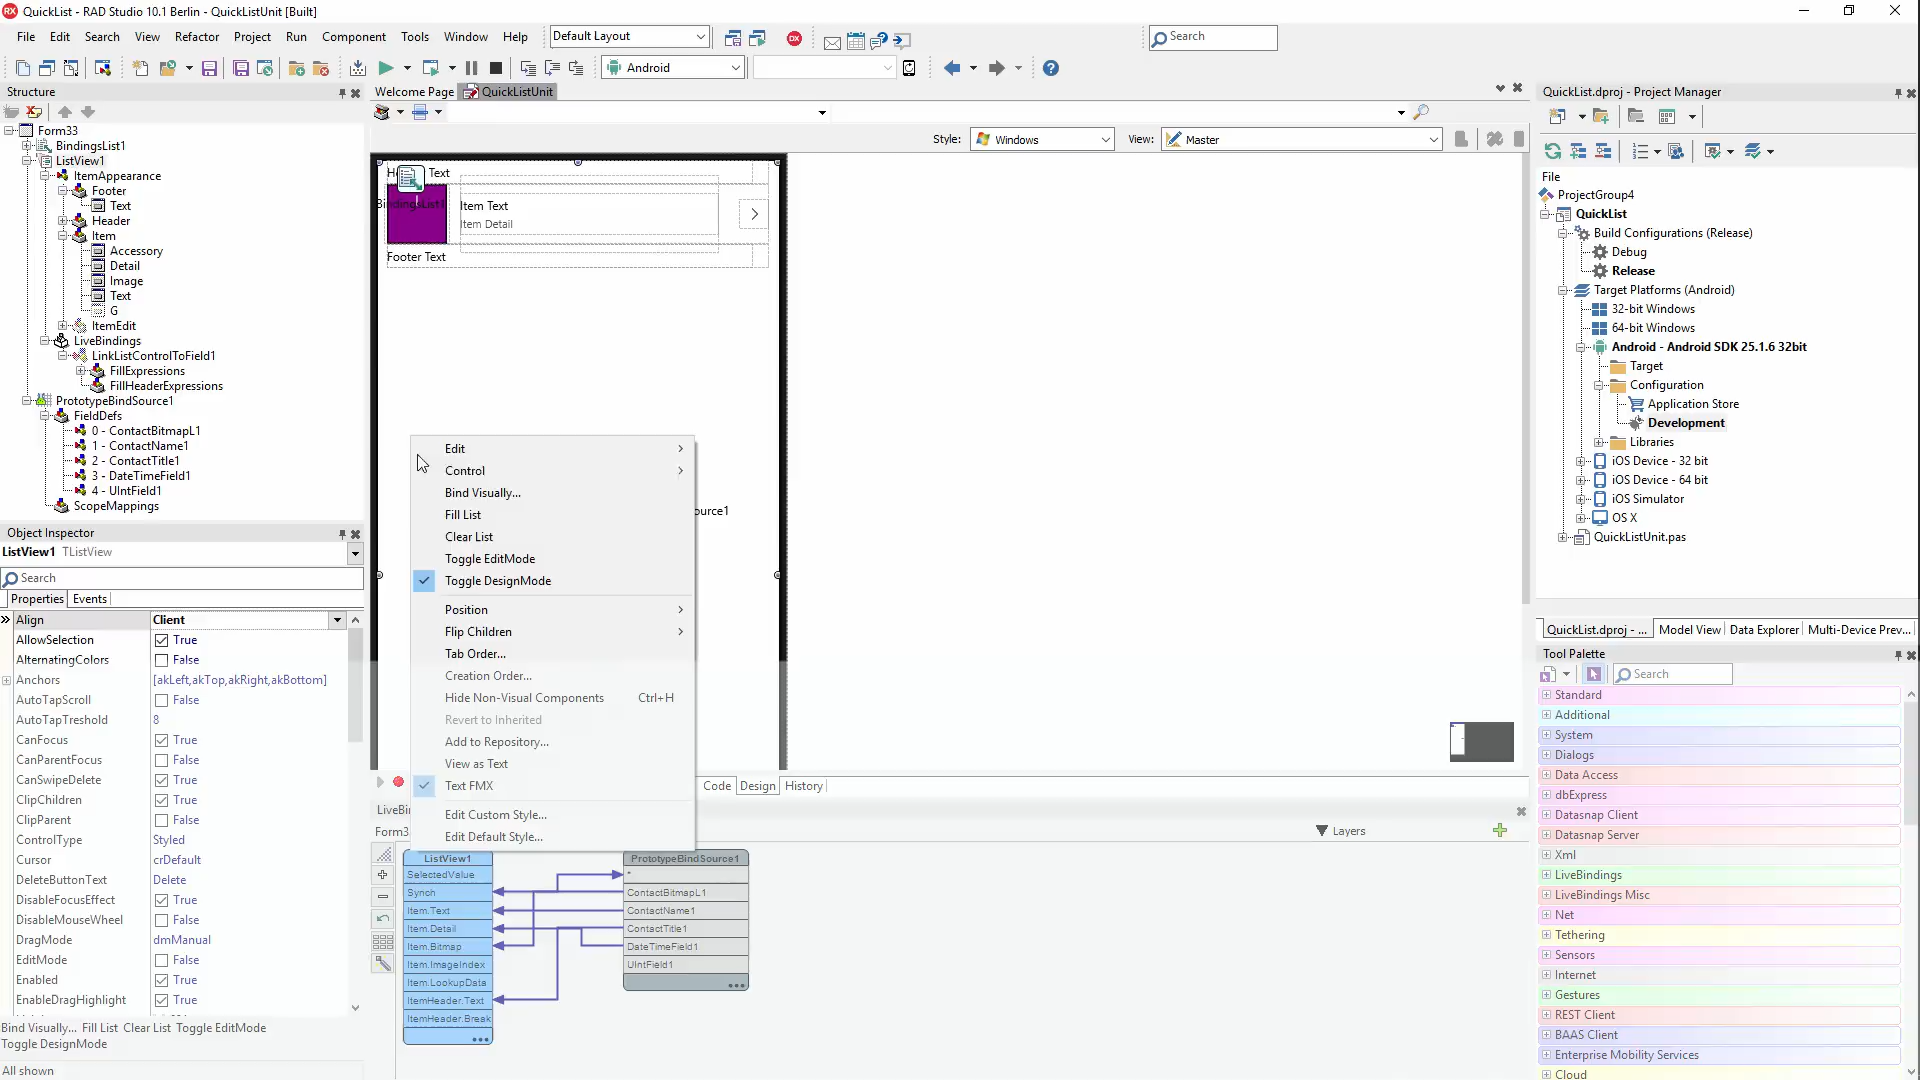 QuickList - RAD Studio 10.1 Berlin - QuickListUnit [Built]
File Edit Search View Refactor Project Run Component Tools Window Help
Default Layout
Search
Android
Structure
Form33
BindingsList1
ListView1
ItemAppearance
Footer
Text
Header
Item
Accessory
Detail
Image
Text
G
ItemEdit
LiveBindings
LinkListControlToField1
FillExpressions
FillHeaderExpressions
PrototypeBindSource1
FieldDefs
0 - ContactBitmapL1
1 - ContactName1
2 - ContactTitle1
3 - DateTimeField1
4 - UIntField1
ScopeMappings
Object Inspector
ListView1 TListView
Search
Properties Events
Align Client
AllowSelection True
AlternatingColors False
Anchors [akLeft,akTop,akRight,akBottom]
AutoTapScroll False
AutoTapTreshold 8
CanFocus True
CanParentFocus False
CanSwipeDelete True
ClipChildren True
ClipParent False
ControlType Styled
Cursor crDefault
DeleteButtonText Delete
DisableFocusEffect True
DisableMouseWheel False
DragMode dmManual
EditMode False
Enabled True
EnableDragHighlight True
Bind Visually... Fill List Clear List Toggle EditMode
Toggle DesignMode
All shown
Welcome Page QuickListUnit
Style: Windows View: Master
Text
BindingsList1
Item Text
Item Detail
Footer Text
Edit
Control
Bind Visually...
Fill List
Clear List
Toggle EditMode
Toggle DesignMode
Position
Flip Children
Tab Order...
Creation Order...
Hide Non-Visual Components Ctrl+H
Revert to Inherited
Add to Repository...
View as Text
Text FMX
Edit Custom Style...
Edit Default Style...
ource1
Code Design History
LiveBi
Form3
Layers
ListView1
SelectedValue
Synch
Item.Text
Item.Detail
Item.Bitmap
Item.ImageIndex
Item.LookupData
ItemHeader.Text
ItemHeader.Break
PrototypeBindSource1
*
ContactBitmapL1
ContactName1
ContactTitle1
DateTimeField1
UIntField1
QuickList.dproj - Project Manager
File
ProjectGroup4
QuickList
Build Configurations (Release)
Debug
Release
Target Platforms (Android)
32-bit Windows
64-bit Windows
Android - Android SDK 25.1.6 32bit
Target
Configuration
Application Store
Development
Libraries
iOS Device - 32 bit
iOS Device - 64 bit
iOS Simulator
OS X
QuickListUnit.pas
QuickList.dproj - ... Model View Data Explorer Multi-Device Prev...
Tool Palette
Search
Standard
Additional
System
Dialogs
Data Access
dbExpress
Datasnap Client
Datasnap Server
Xml
LiveBindings
LiveBindings Misc
Net
Tethering
Sensors
Internet
Gestures
REST Client
BAAS Client
Enterprise Mobility Services
Cloud